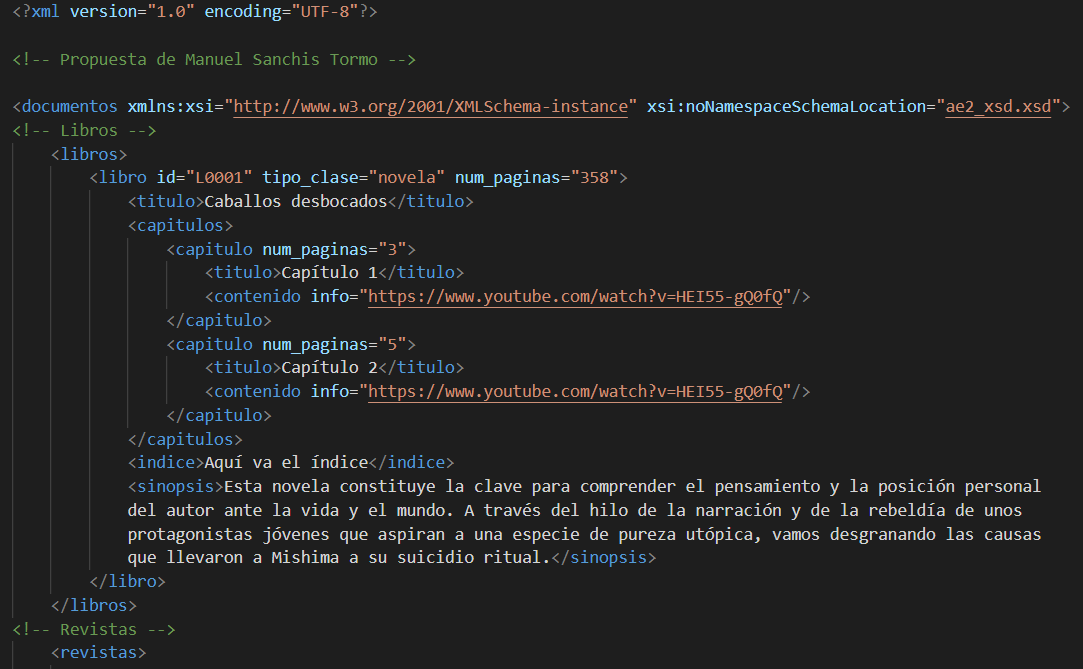 <?xml version="1.0" encoding="UTF-8"?>
<!-- Propuesta de Manuel Sanchis Tormo -->
<documentos xmlns:xsi="http://www.w3.org/2001/XMLSchema-instance" xsi:noNamespaceSchemaLocation="ae2_xsd.xsd">
<!-- Libros -->
<libros>
<libro id="L0001" tipo_clase="novela" num_paginas="358">
<titulo>Caballos desbocados</titulo>
<capitulos>
<capitulo num_paginas="3">
<titulo>Capítulo 1</titulo>
<contenido info="https://www.youtube.com/watch?v=HEI55-gQ0fQ"/>
</capitulo>
<capitulo num_paginas="5">
<titulo>Capítulo 2</titulo>
<contenido info="https://www.youtube.com/watch?v=HEI55-gQ0fQ"/>
</capitulo>
</capitulos>
<indice>Aquí va el índice</indice>
<sinopsis>Esta novela constituye la clave para comprender el pensamiento y la posición personal
del autor ante la vida y el mundo. A través del hilo de la narración y de la rebeldía de unos
protagonistas jóvenes que aspiran a una especie de pureza utópica, vamos desgranando las causas
que llevaron a Mishima a su suicidio ritual.</sinopsis>
</libro>
</libros>
<!-- Revistas -->
<revistas>